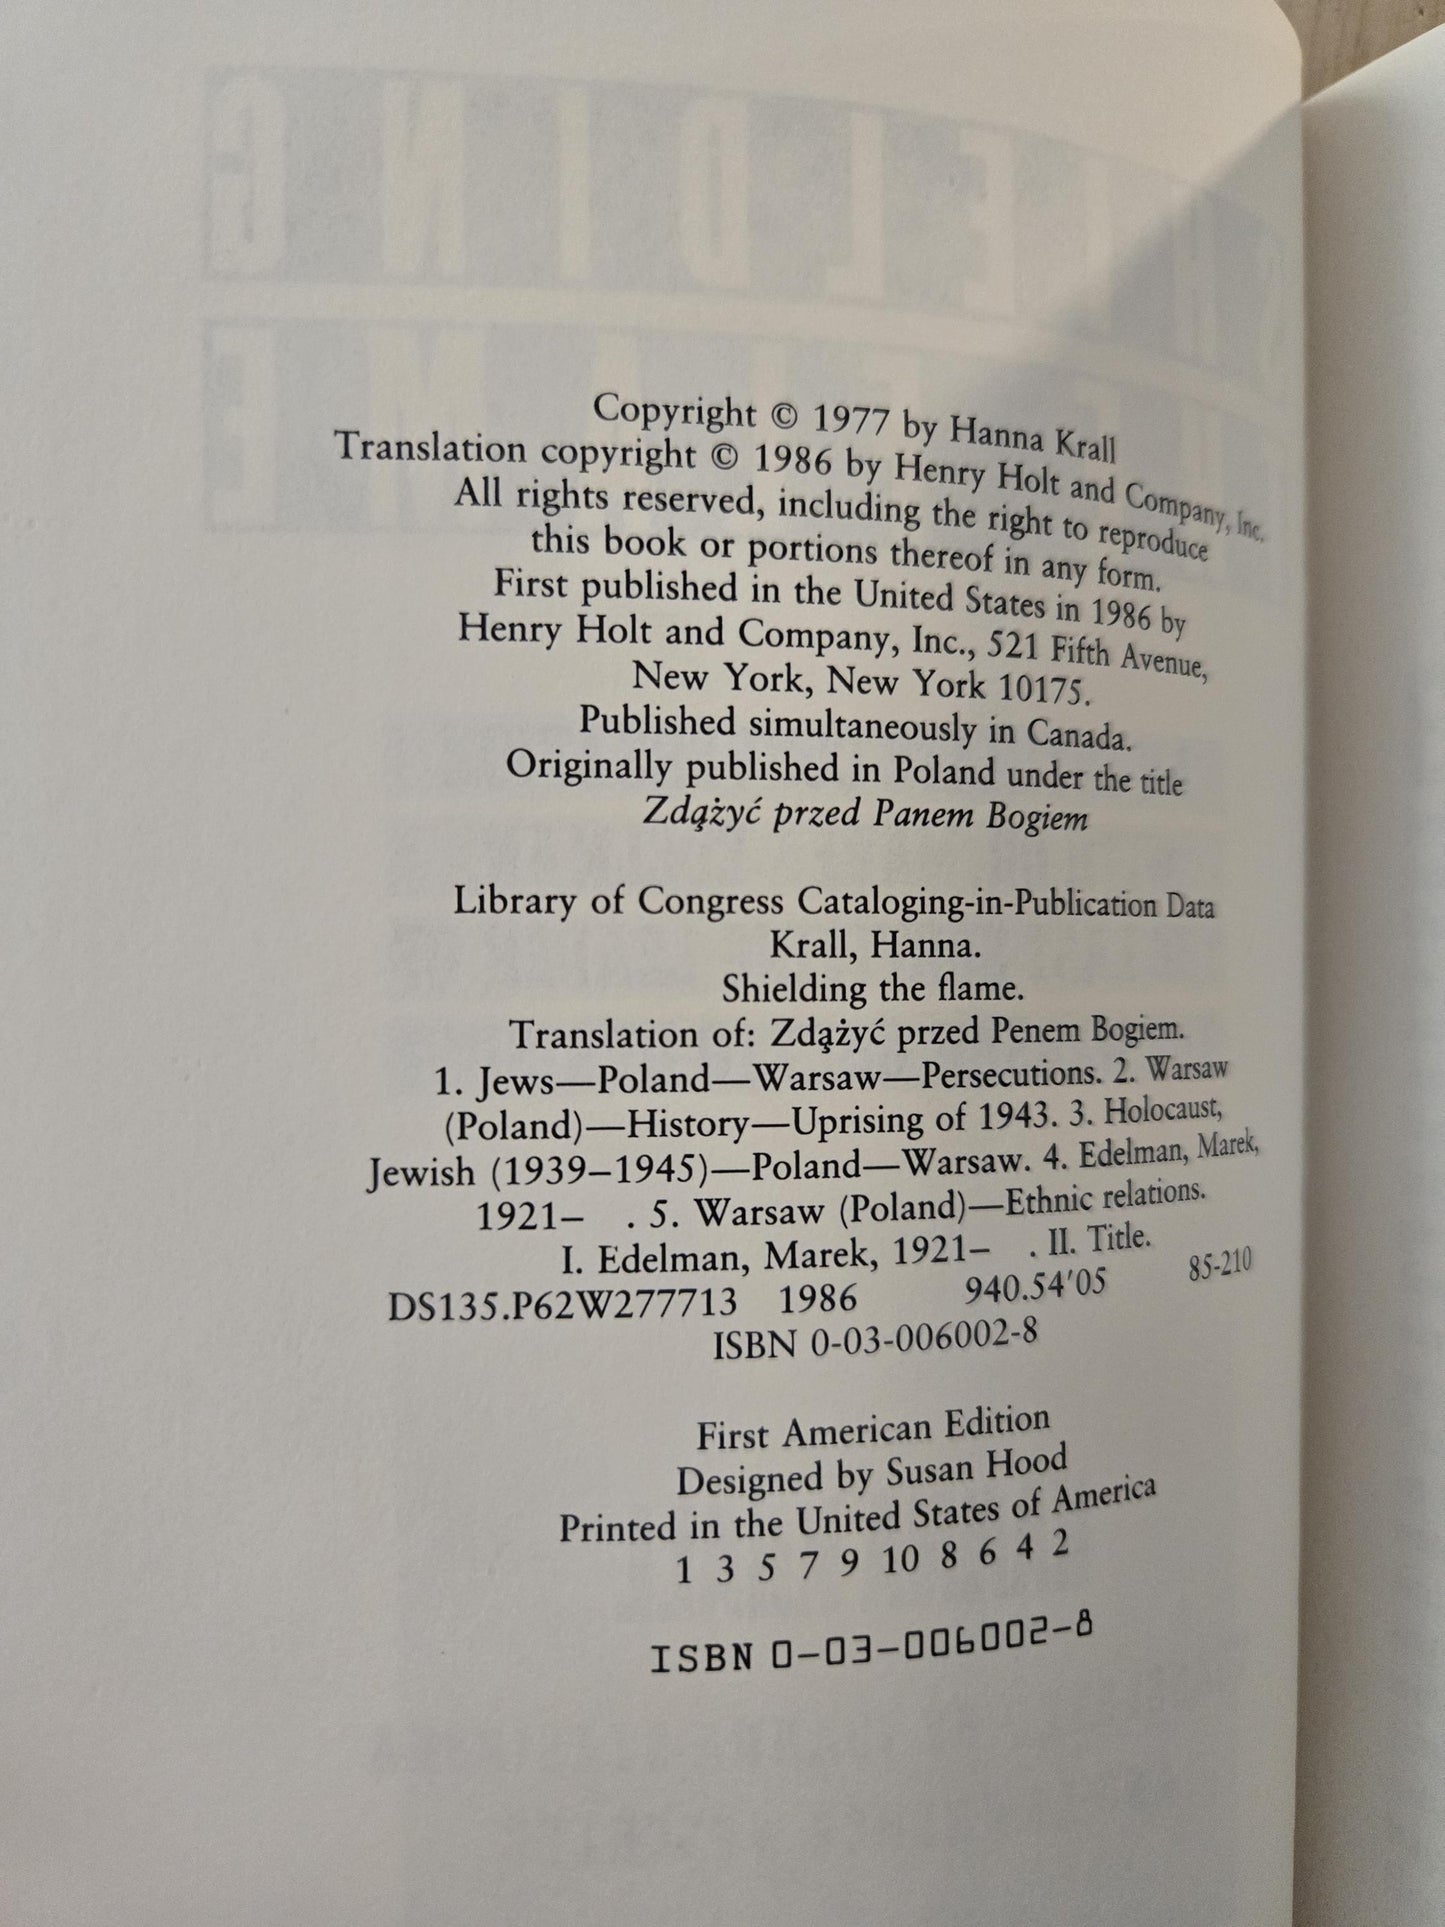 Copyright © 1977 by Hanna Krall
Translation copyright © 1986 by Henry Holt and Company, Inc.
All rights reserved, including the right to reproduce
this book or portions thereof in any form.
First published in the United States in 1986 by
Henry Holt and Company, Inc., 521 Fifth Avenue,
New York, New York 10175.
Published simultaneously in Canada.
Originally published in Poland under the title
Zdążyć przed Panem Bogiem
Library of Congress Cataloging-in-Publication Data
Krall, Hanna.
Shielding the flame.
Translation of: Zdążyć przed Penem Bogiem.
1. Jews—Poland—Warsaw—Persecutions. 2. Warsaw
(Poland)—History—Uprising of 1943. 3. Holocaust,
Jewish (1939–1945)—Poland—Warsaw. 4. Edelman, Marek,
1921– . 5. Warsaw (Poland)—Ethnic relations.
I. Edelman, Marek, 1921– . II. Title.
DS135.P62W277713 1986 940.54'05 85-210
ISBN 0-03-006002-8
First American Edition
Designed by Susan Hood
Printed in the United States of America
1 3 5 7 9 10 8 6 4 2
ISBN 0-03-006002-8